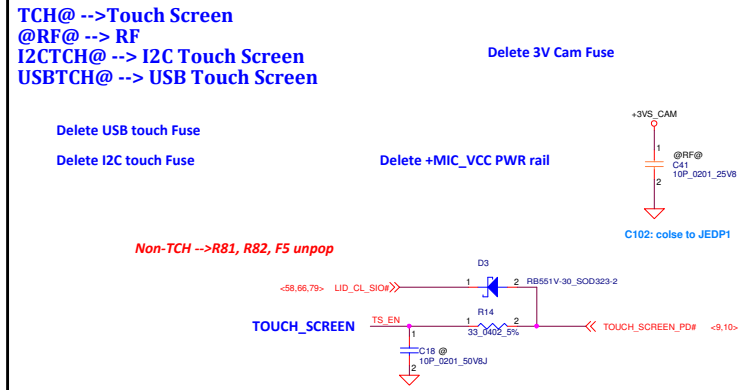 TCH@ -->Touch Screen
@RF@ --> RF
I2CTCH@ --> I2C Touch Screen
USBTCH@ --> USB Touch Screen
Delete 3V Cam Fuse
Delete USB touch Fuse
Delete I2C touch Fuse
Delete +MIC_VCC PWR rail
+3VS_CAM
1
@RF@
C41
10P_0201_25V8
2
C102: colse to JEDP1
Non-TCH -->R81, R82, F5 unpop
D3
<58,66,79> LID_CL_SIO#
1 2 RB551V-30_SOD323-2
R14
TOUCH_SCREEN TS_EN 1 2 TOUCH_SCREEN_PD# <9,10>
33_0402_5%
1
C18 @
10P_0201_50V8J
2